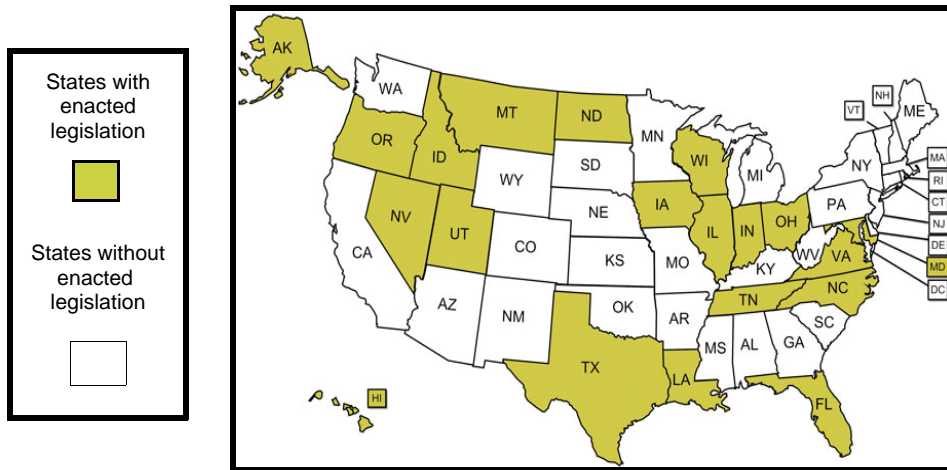 States with
enacted
legislation
States without
enacted
legislation
AK
WA
MT
ND
MN
VT
NH
ME
OR
ID
SD
WI
MI
NY
MA
RI
WY
CT
NV
NE
IA
PA
NJ
UT
CO
IL
IN
OH
DE
CA
KS
MO
KY
WV
VA
MD
DC
AZ
NM
OK
AR
TN
NC
SC
MS
AL
GA
TX
LA
FL
HI